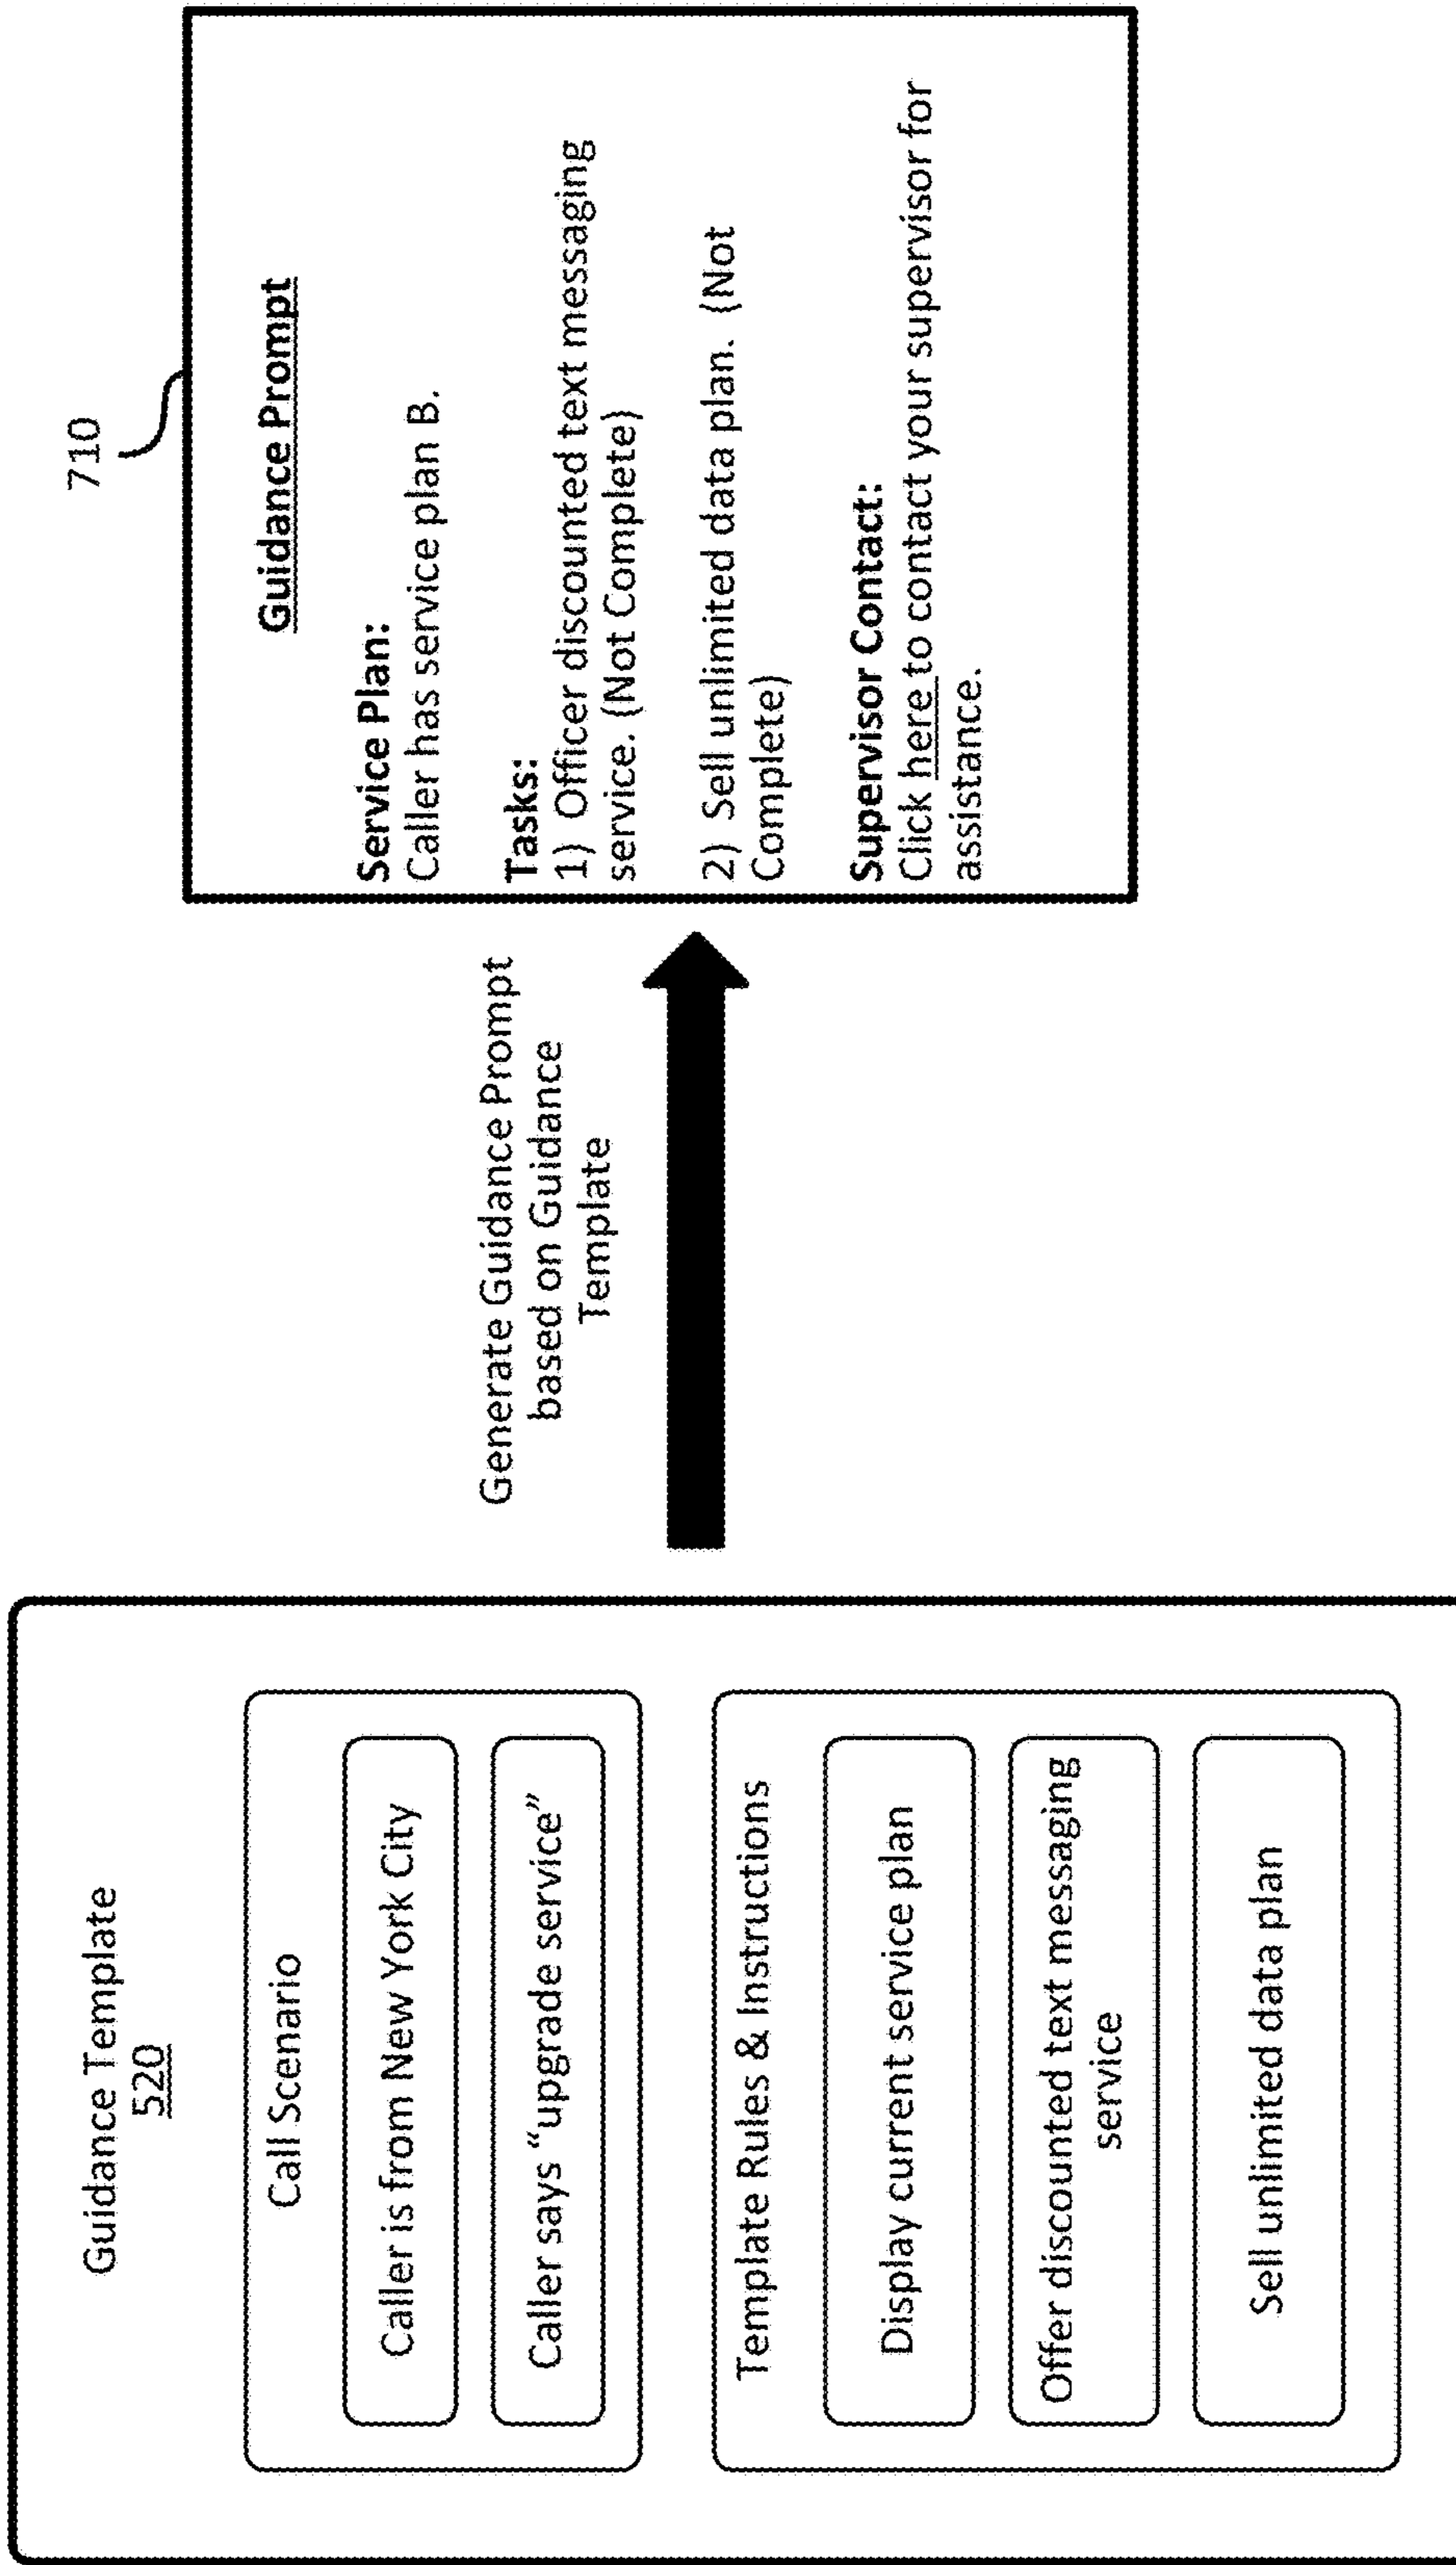 Guidance Template
520
Call Scenario
Caller is from New York City
Caller says “upgrade service”
Template Rules & Instructions
Display current service plan
Offer discounted text messaging
service
Sell unlimited data plan
Generate Guidance Prompt
based on Guidance
Template
710
Guidance Prompt
Service Plan:
Caller has service plan B.
Tasks:
1) Officer discounted text messaging
service. (Not Complete)
2) Sell unlimited data plan. (Not
Complete)
Supervisor Contact:
Click here to contact your supervisor for
assistance.